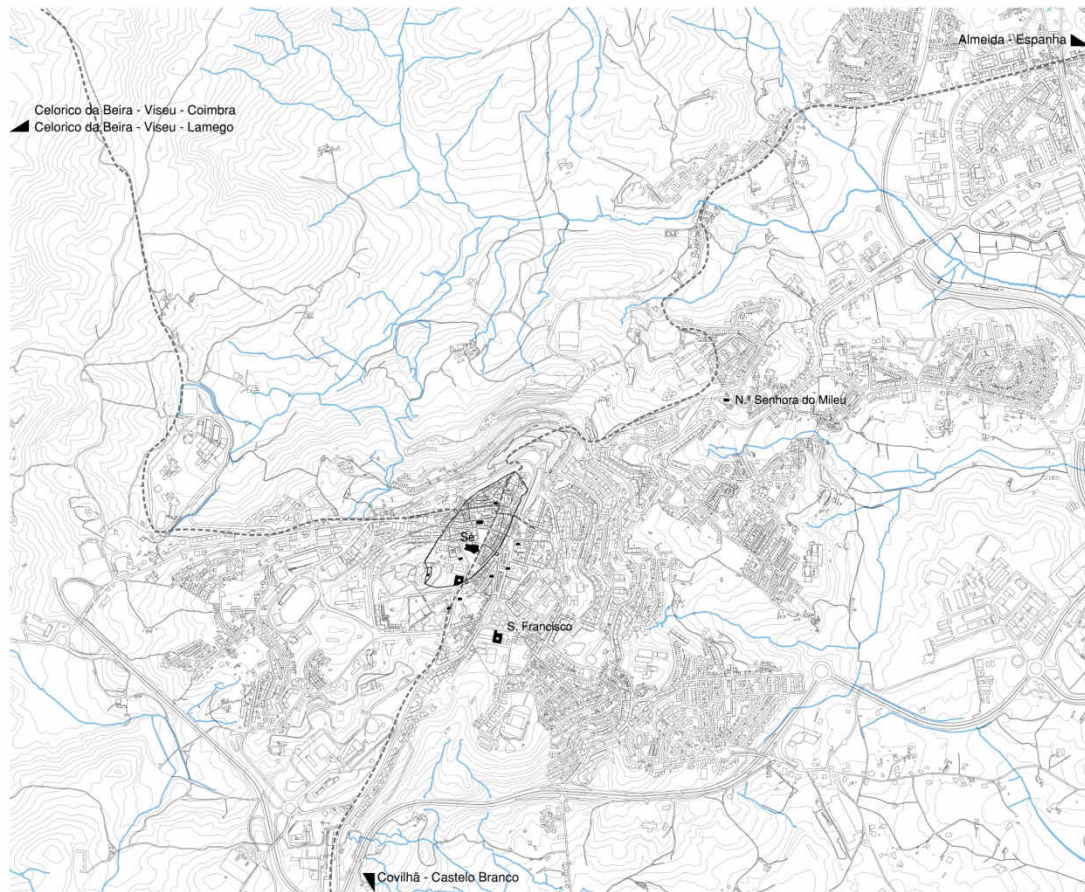 Almeida - Espanha
Celorico da Beira - Viseu - Coimbra
Celorico da Beira - Viseu - Lamego
N.ª Senhora do Mileu
Sé
S. Francisco
Covilhã - Castelo Branco